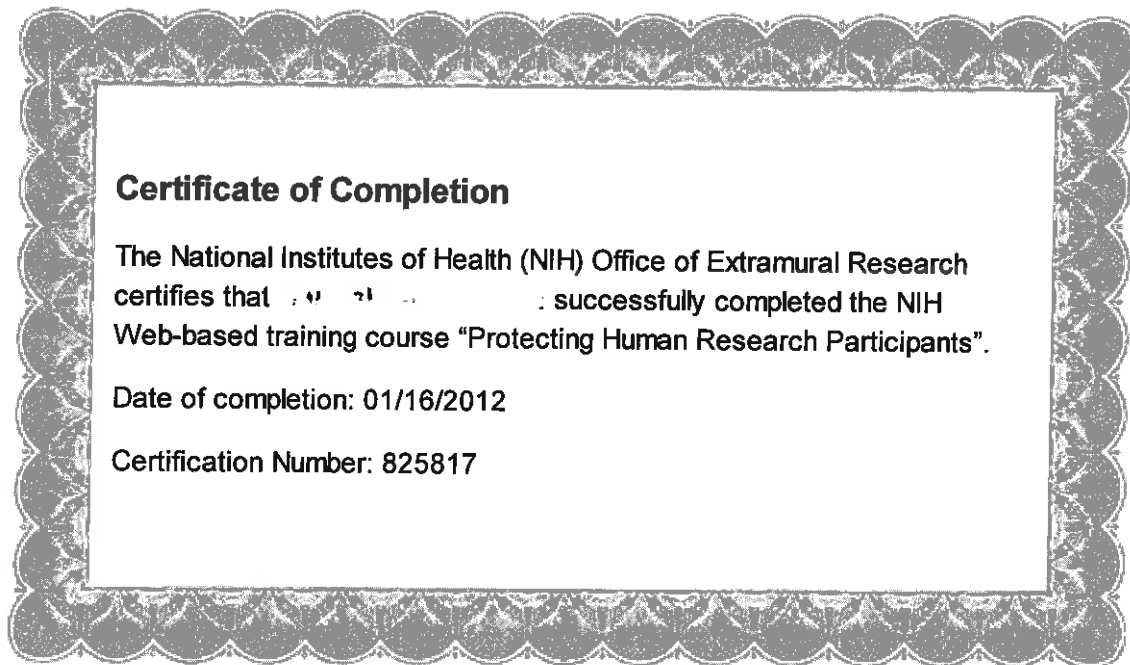 Certificate of Completion
The National Institutes of Health (NIH) Office of Extramural Research
certifies that successfully completed the NIH
Web-based training course “Protecting Human Research Participants”.
Date of completion: 01/16/2012
Certification Number: 825817